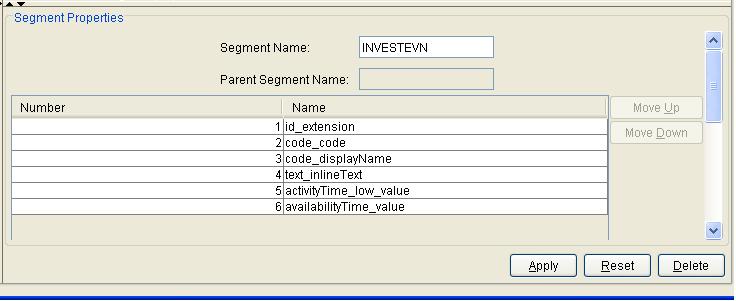 Segment Properties
Segment Name: INVESTEVN
Parent Segment Name:
Number Name
1 id_extension
2 code_code
3 code_displayName
4 text_inlineText
5 activityTime_low_value
6 availabilityTime_value
Move Up
Move Down
Apply Reset Delete